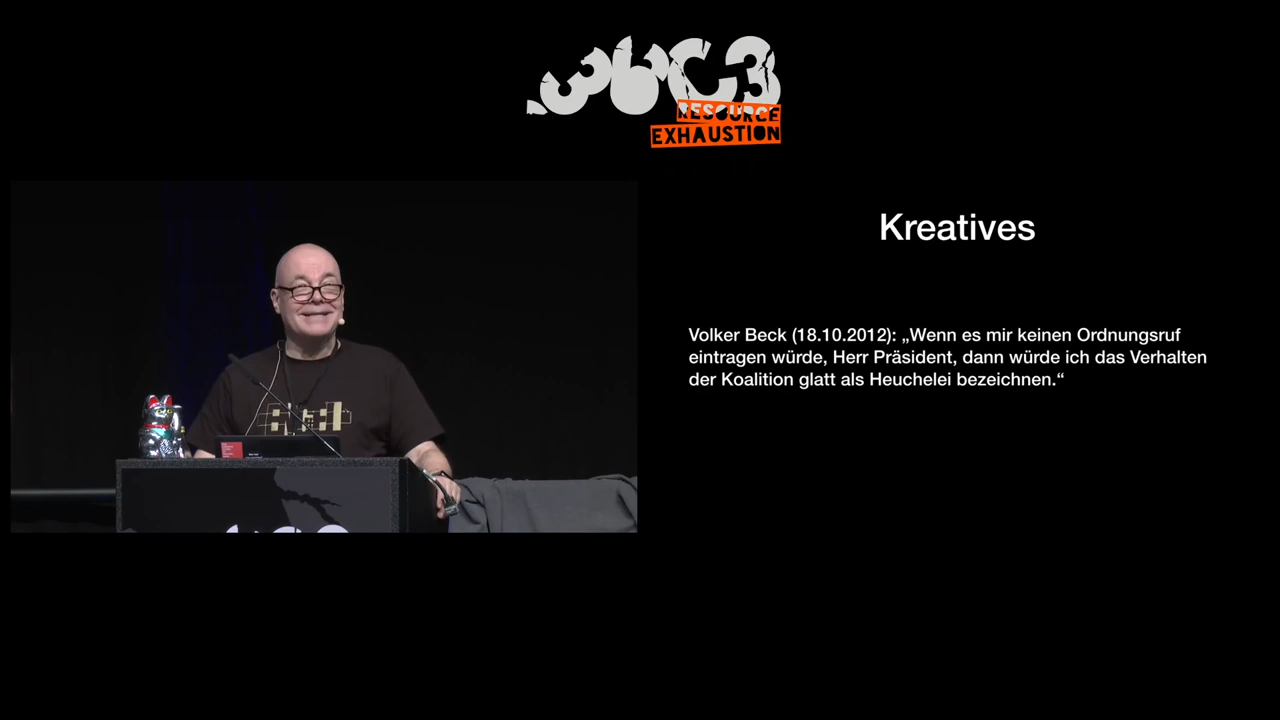 36C3
RESOURCE
EXHAUSTION
Kreatives
Volker Beck (18.10.2012): „Wenn es mir keinen Ordnungsruf
eintragen würde, Herr Präsident, dann würde ich das Verhalten
der Koalition glatt als Heuchelei bezeichnen.“